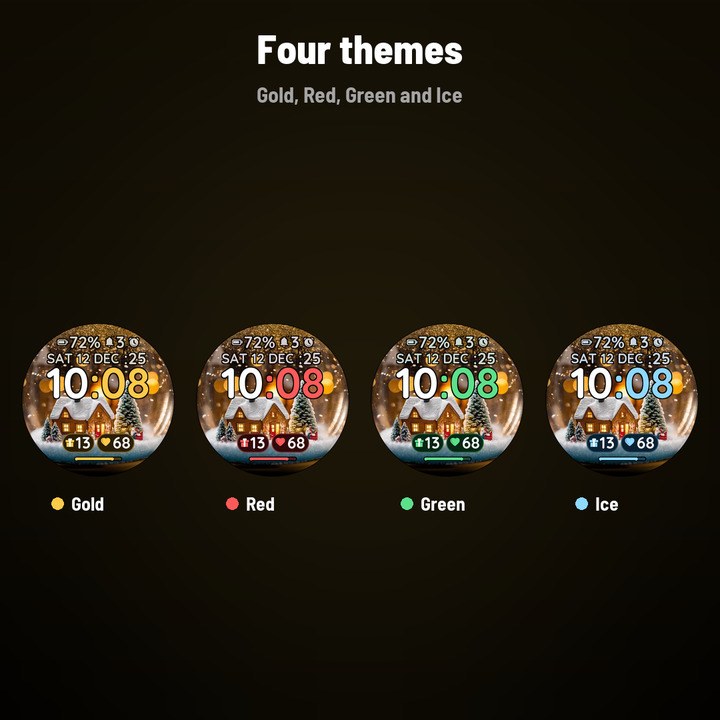 Four themes
Gold, Red, Green and Ice
72% 3
SAT 12 DEC :25
10:08
13 68
72% 3
SAT 12 DEC :25
10:08
13 68
72% 3
SAT 12 DEC :25
10:08
13 68
72% 3
SAT 12 DEC :25
10:08
13 68
Gold
Red
Green
Ice